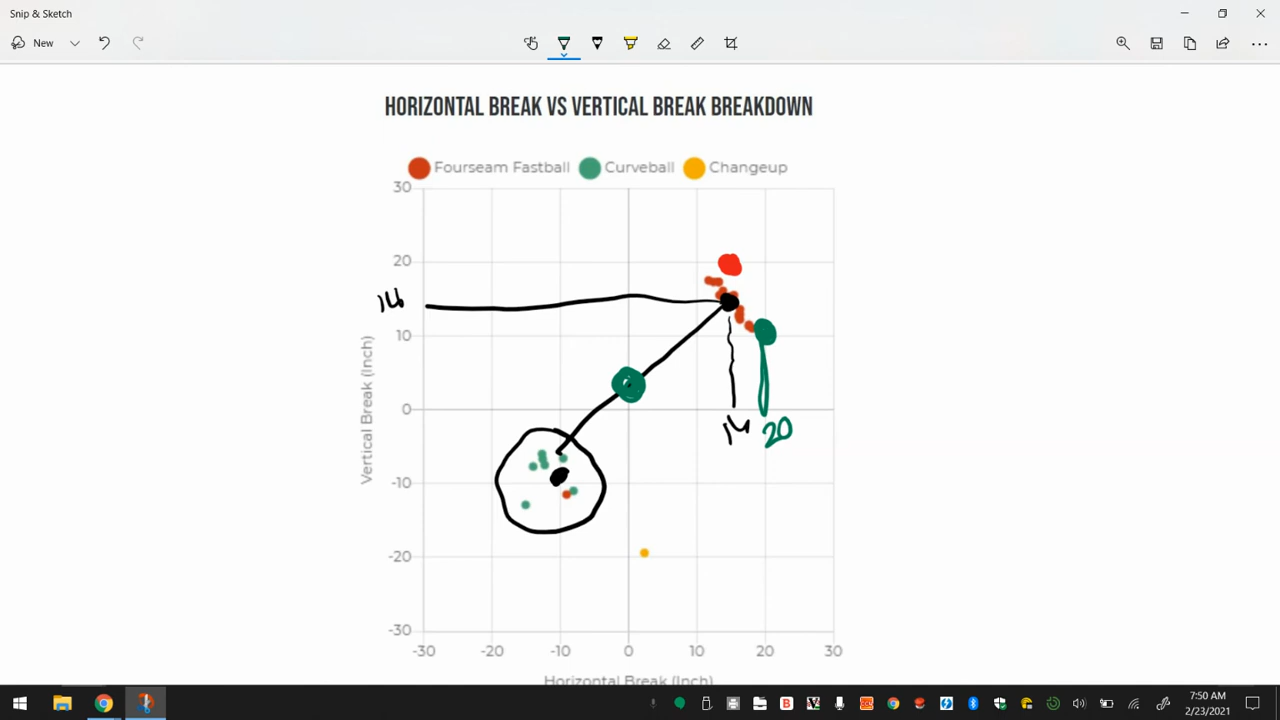 Snip & Sketch
New
HORIZONTAL BREAK VS VERTICAL BREAK BREAKDOWN
Fourseam Fastball Curveball Changeup
30
20
14
10
Vertical Break (Inch)
0
14 20
-10
-20
-30
-30 -20 -10 0 10 20 30
Horizontal Break (Inch)
7:50 AM
2/23/2021